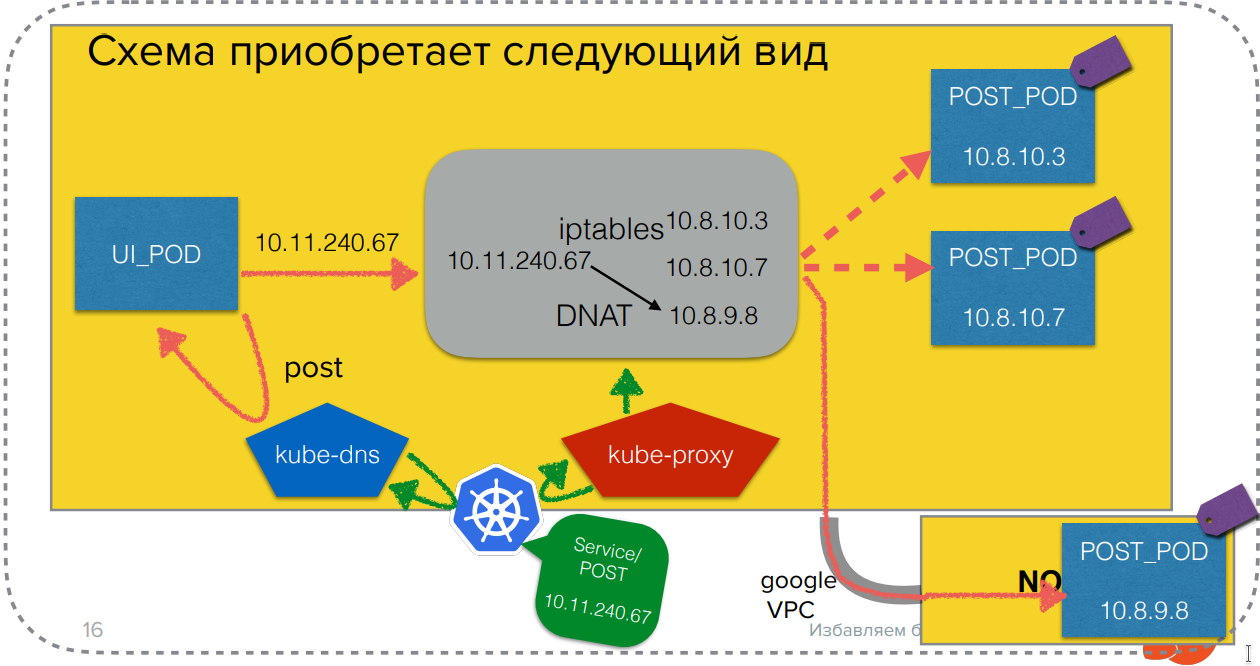 Схема приобретает следующий вид
POST_POD
10.8.10.3
UI_POD
10.11.240.67
iptables
10.8.10.3
10.11.240.67
10.8.10.7
DNAT
10.8.9.8
POST_POD
10.8.10.7
post
kube-dns
kube-proxy
Service/
POST
10.11.240.67
google
VPC
NO
POST_POD
10.8.9.8
16
Избавляем